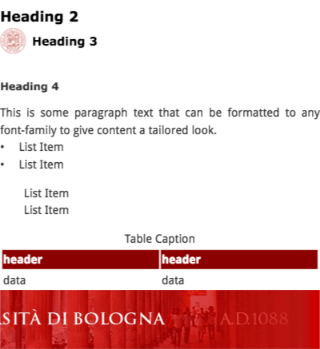 Heading 2
Heading 3
Heading 4
This is some paragraph text that can be formatted to any
font-family to give content a tailored look.
• List Item
• List Item
List Item
List Item
Table Caption
header header
data data
SITÀ DI BOLOGNA A.D.1088